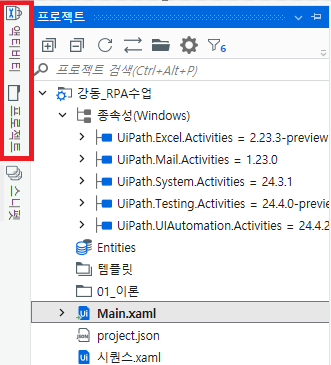 액티비티
프로젝트
스니펫
프로젝트
6
프로젝트 검색(Ctrl+Alt+P)
강동_RPA수업
종속성(Windows)
UiPath.Excel.Activities = 2.23.3-preview
UiPath.Mail.Activities = 1.23.0
UiPath.System.Activities = 24.3.1
UiPath.Testing.Activities = 24.4.0-previe
UiPath.UIAutomation.Activities = 24.4.2
Entities
템플릿
01_이론
Main.xaml
project.json
시퀀스.xaml